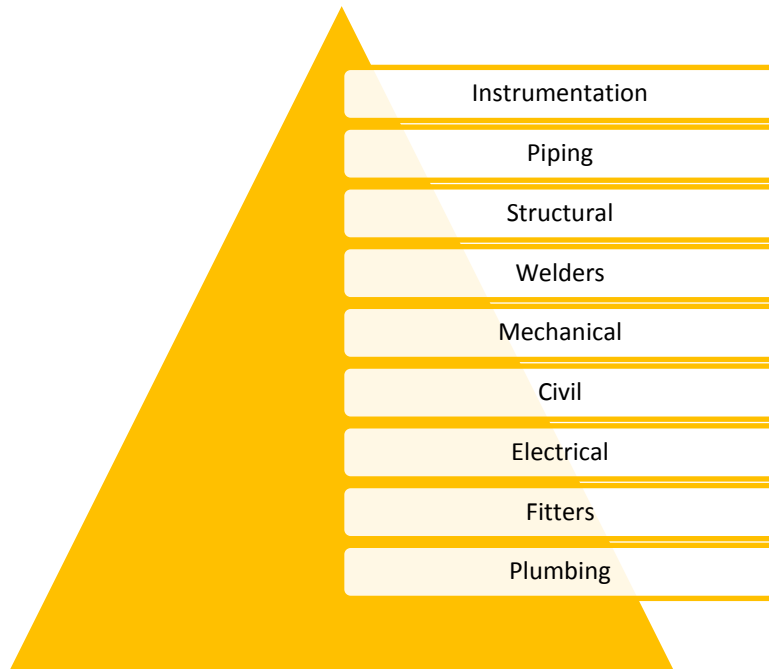 Instrumentation
Piping
Structural
Welders
Mechanical
Civil
Electrical
Fitters
Plumbing